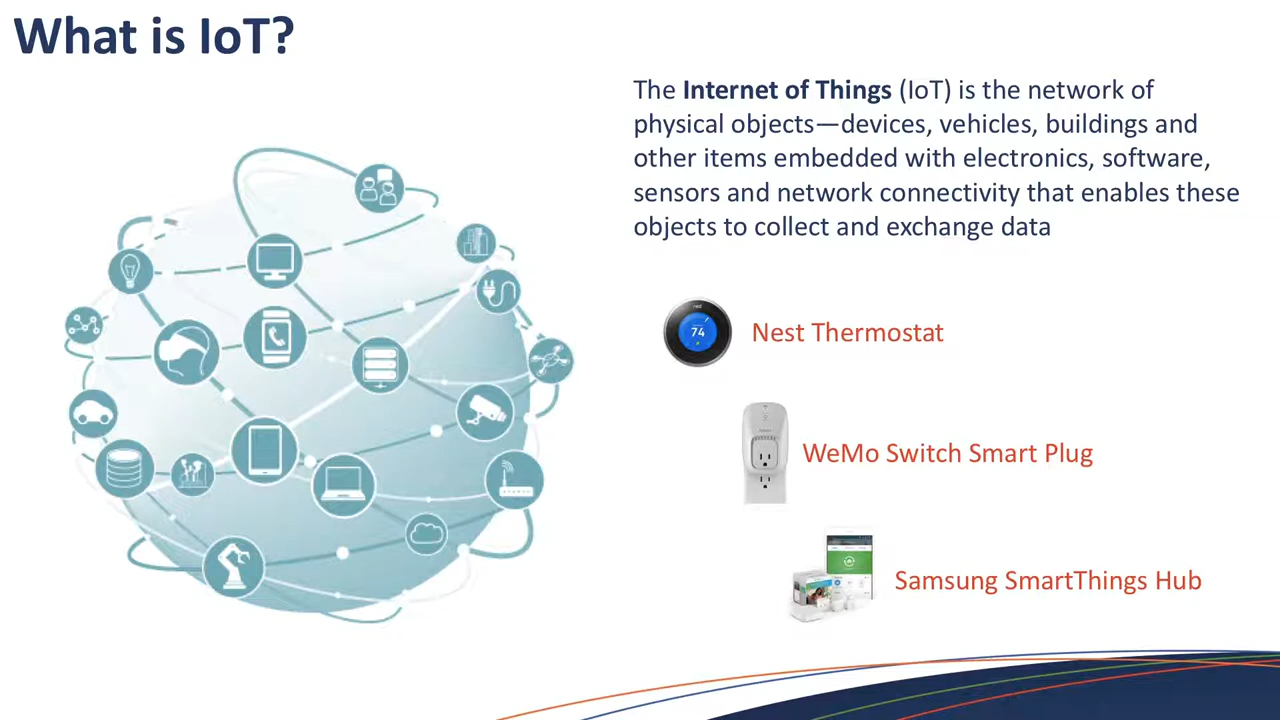 What is IoT?
The Internet of Things (IoT) is the network of
physical objects—devices, vehicles, buildings and
other items embedded with electronics, software,
sensors and network connectivity that enables these
objects to collect and exchange data
nest
74
Nest Thermostat
WeMo Switch Smart Plug
Samsung SmartThings Hub